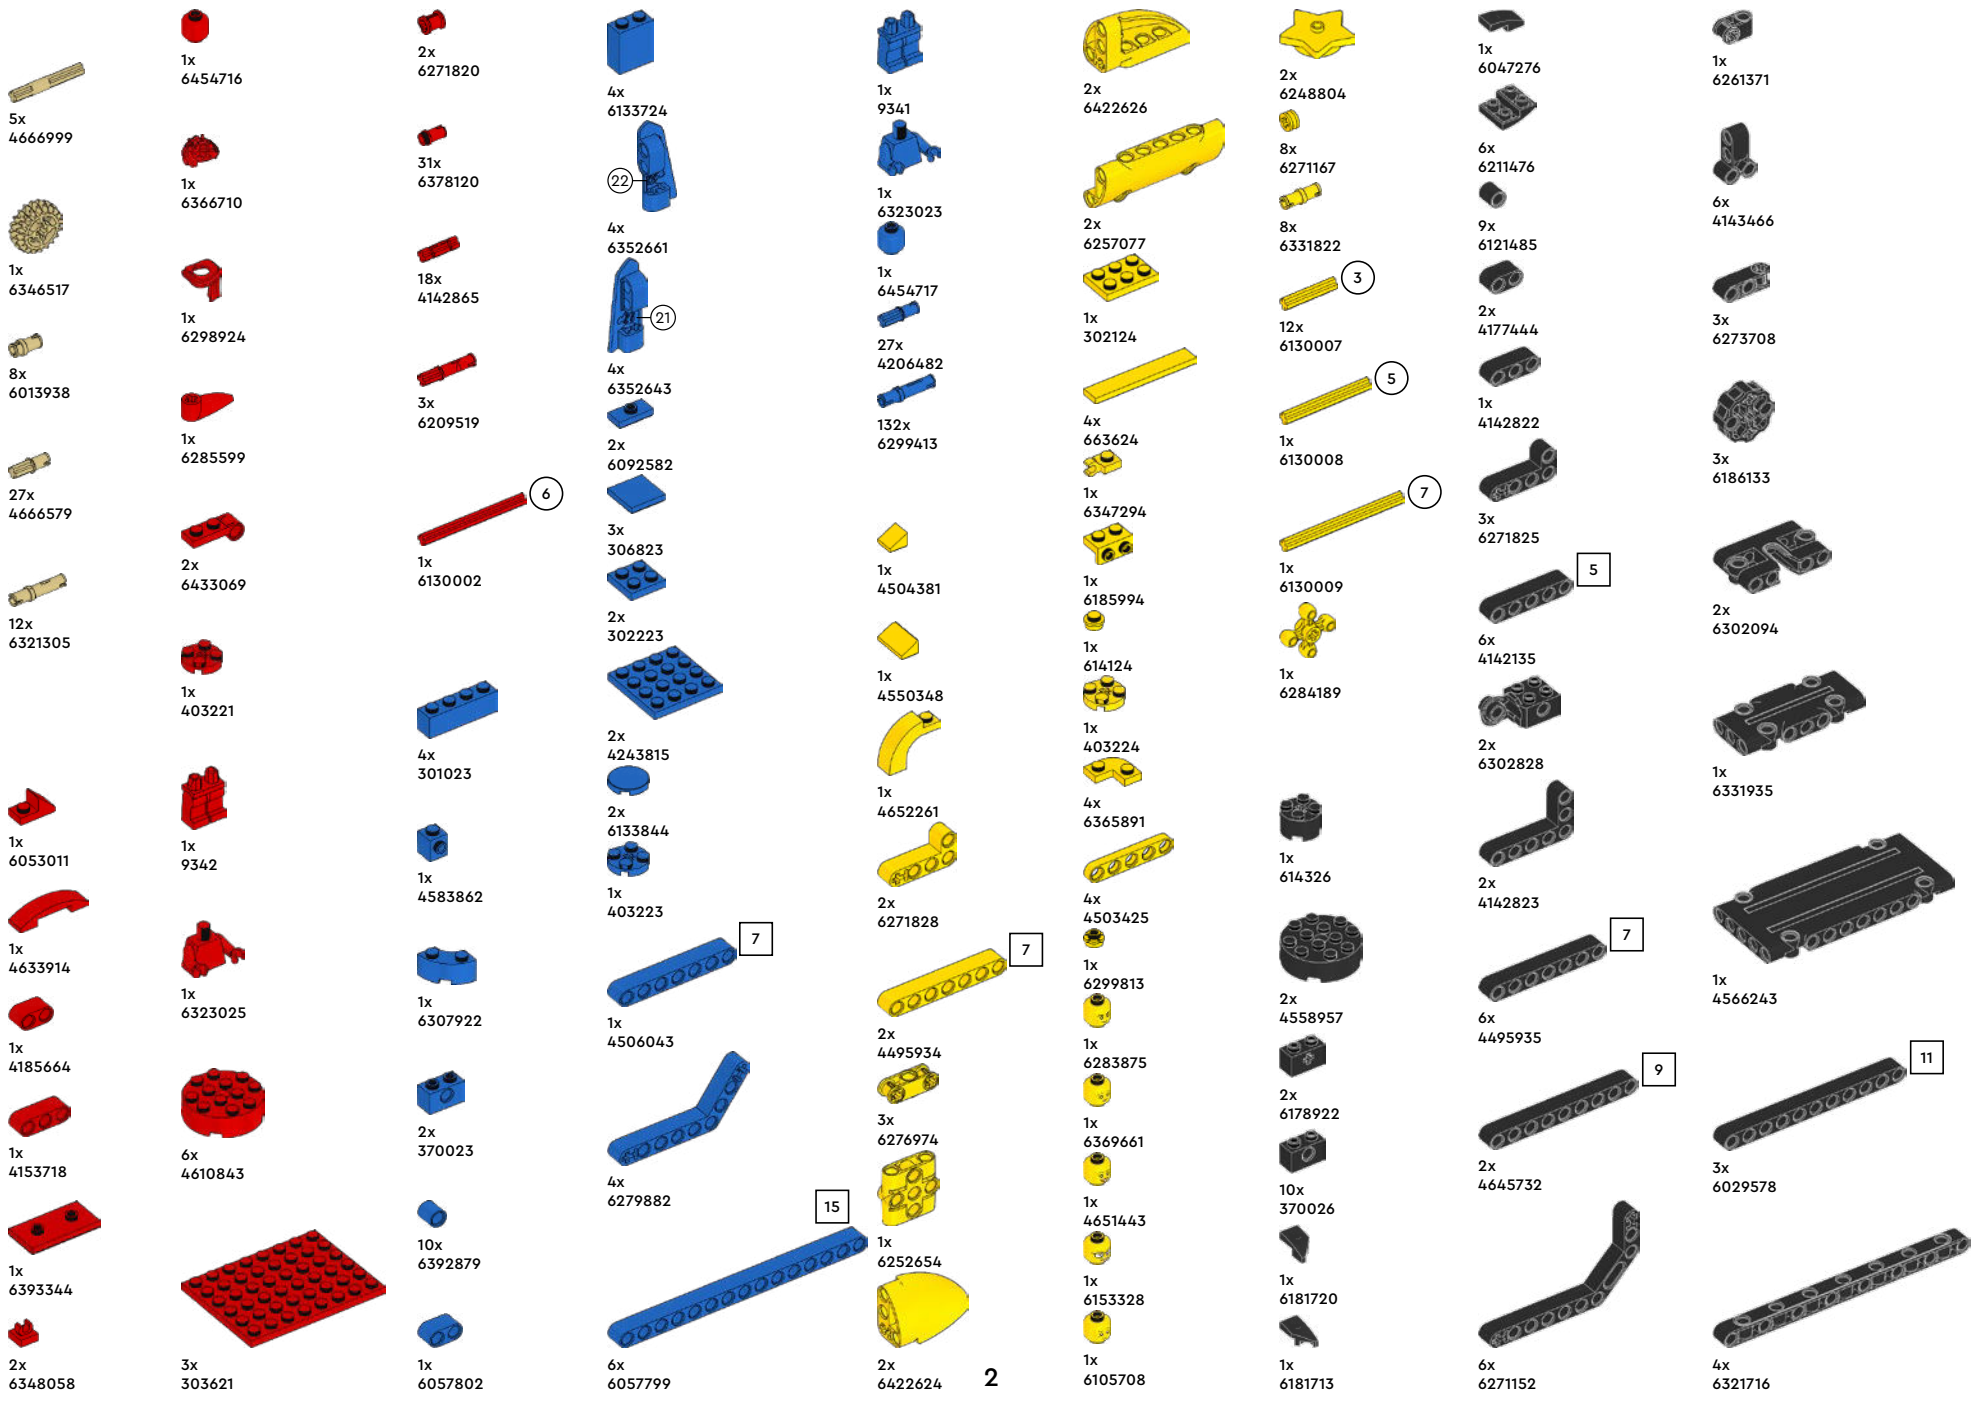 5x
4666999
1x
6346517
8x
6013938
27x
4666579
12x
6321305
1x
6053011
1x
4633914
1x
4185664
1x
4153718
1x
6393344
2x
6348058
1x
6454716
1x
6366710
1x
6298924
1x
6285599
2x
6433069
1x
403221
1x
9342
1x
6323025
6x
4610843
3x
303621
2x
6271820
31x
6378120
18x
4142865
3x
6209519
6
1x
6130002
4x
301023
1x
4583862
1x
6307922
2x
370023
10x
6392879
1x
6057802
4x
6133724
22
4x
6352661
21
4x
6352643
2x
6092582
3x
306823
2x
302223
2x
4243815
2x
6133844
1x
403223
7
1x
4506043
4x
6279882
15
6x
6057799
1x
9341
1x
6323023
1x
6454717
27x
4206482
132x
6299413
1x
4504381
1x
4550348
1x
4652261
2x
6271828
7
2x
4495934
3x
6276974
1x
6252654
2x
6422624
2
2x
6422626
2x
6257077
1x
302124
4x
663624
1x
6347294
1x
6185994
1x
614124
1x
403224
4x
6365891
4x
4503425
1x
6299813
1x
6283875
1x
6369661
1x
4651443
1x
6153328
1x
6105708
2x
6248804
8x
6271167
8x
6331822
3
12x
6130007
5
1x
6130008
7
1x
6130009
1x
6284189
1x
614326
2x
4558957
2x
6178922
10x
370026
1x
6181720
1x
6181713
1x
6047276
6x
6211476
9x
6121485
2x
4177444
1x
4142822
3x
6271825
5
6x
4142135
2x
6302828
2x
4142823
7
6x
4495935
9
2x
4645732
6x
6271152
1x
6261371
6x
4143466
3x
6273708
3x
6186133
2x
6302094
1x
6331935
1x
4566243
11
3x
6029578
4x
6321716